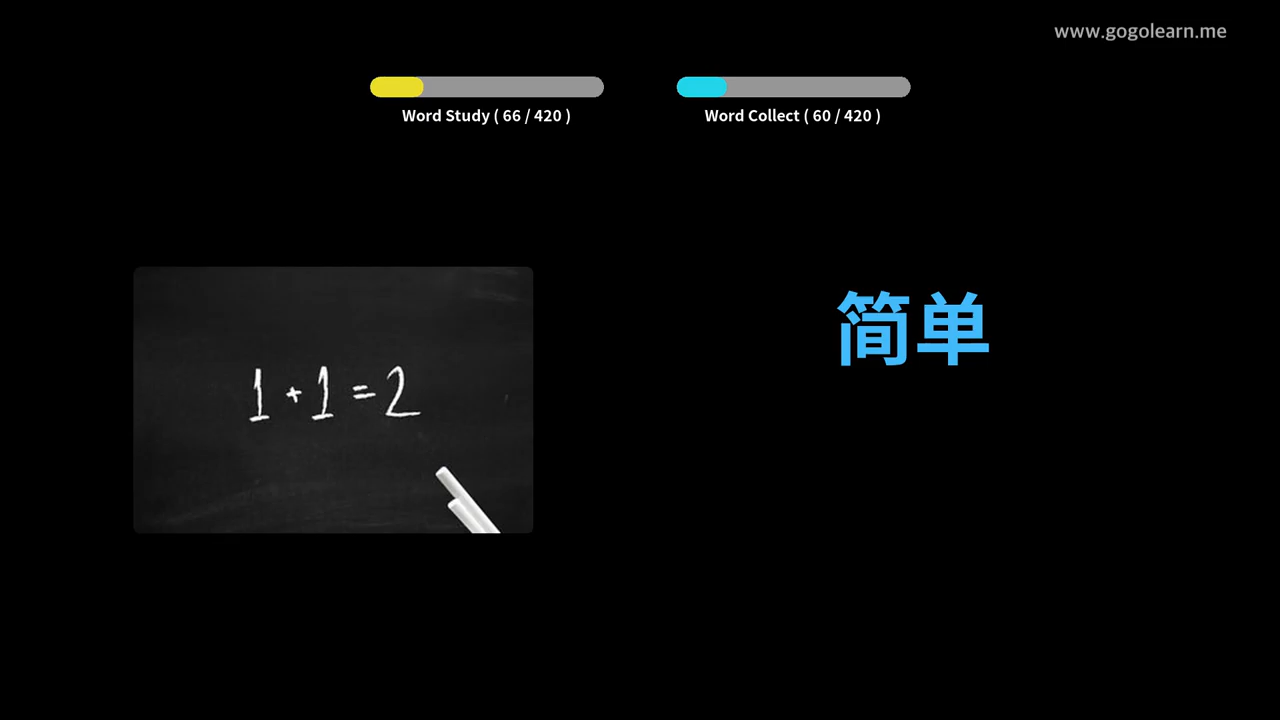 www.gogolearn.me
Word Study ( 66 / 420 )
Word Collect ( 60 / 420 )
简单
1 + 1 = 2